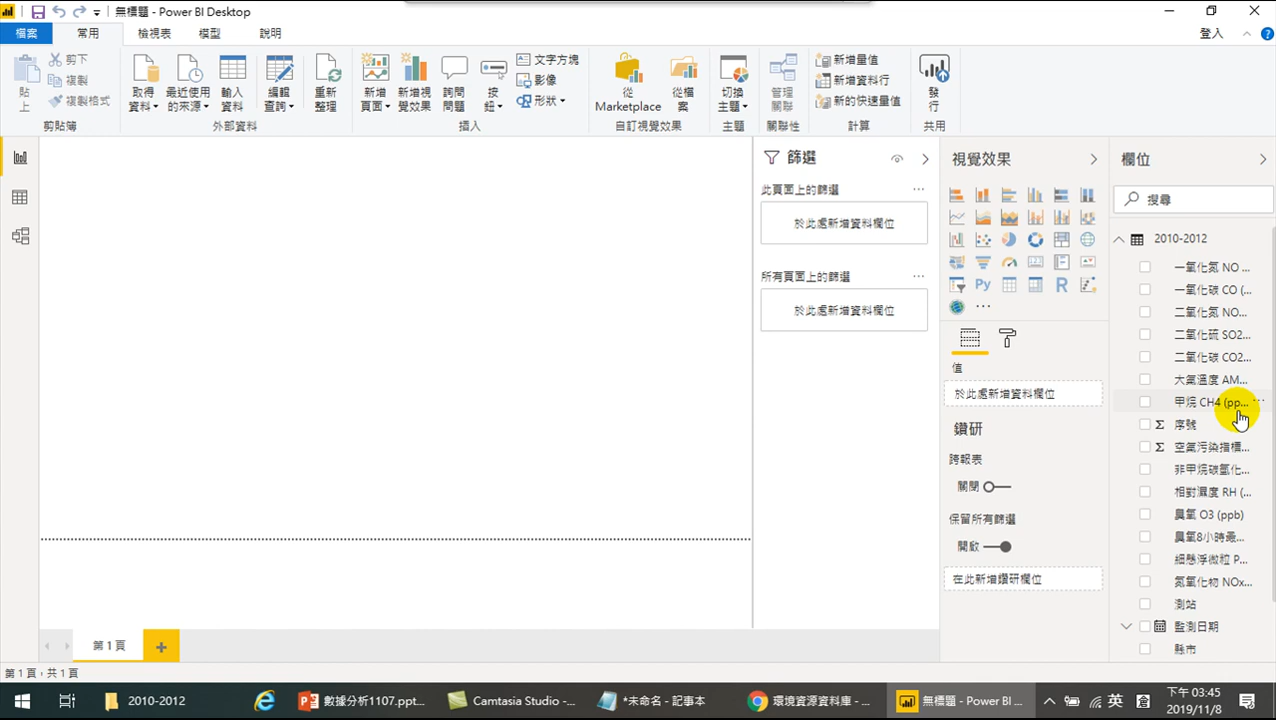 無標題 - Power BI Desktop
檔案
常用
檢視表
模型
說明
登入
貼上
剪下
複製
複製格式
剪貼簿
取得資料
最近使用的來源
輸入資料
編輯查詢
重新整理
外部資料
新增頁面
新增視覺效果
詢問問題
按鈕
文字方塊
影像
形狀
插入
從 Marketplace
從檔案
自訂視覺效果
切換主題
主題
管理關聯
關聯性
新增量值
新增資料行
新的快速量值
計算
發行
共用
篩選
此頁面上的篩選
於此處新增資料欄位
所有頁面上的篩選
於此處新增資料欄位
視覺效果
Py
R
值
於此處新增資料欄位
鑽研
跨報表
關閉
保留所有篩選
開啟
在此新增鑽研欄位
欄位
搜尋
2010-2012
一氧化氮 NO ...
一氧化碳 CO (...
二氧化氮 NO...
二氧化硫 SO2...
二氧化碳 CO2...
大氣溫度 AM...
甲烷 CH4 (pp...
Σ 序號
Σ 空氣污染指標...
非甲烷碳氫化...
相對濕度 RH (...
臭氧 O3 (ppb)
臭氧8小時最...
細懸浮微粒 P...
氮氧化物 NOx...
測站
監測日期
縣市
第 1 頁
第 1 頁，共 1 頁
2010-2012
數據分析1107.ppt...
Camtasia Studio -...
*未命名 - 記事本
環境資源資料庫 - ...
無標題 - Power BI ...
英
下午 03:45
2019/11/8